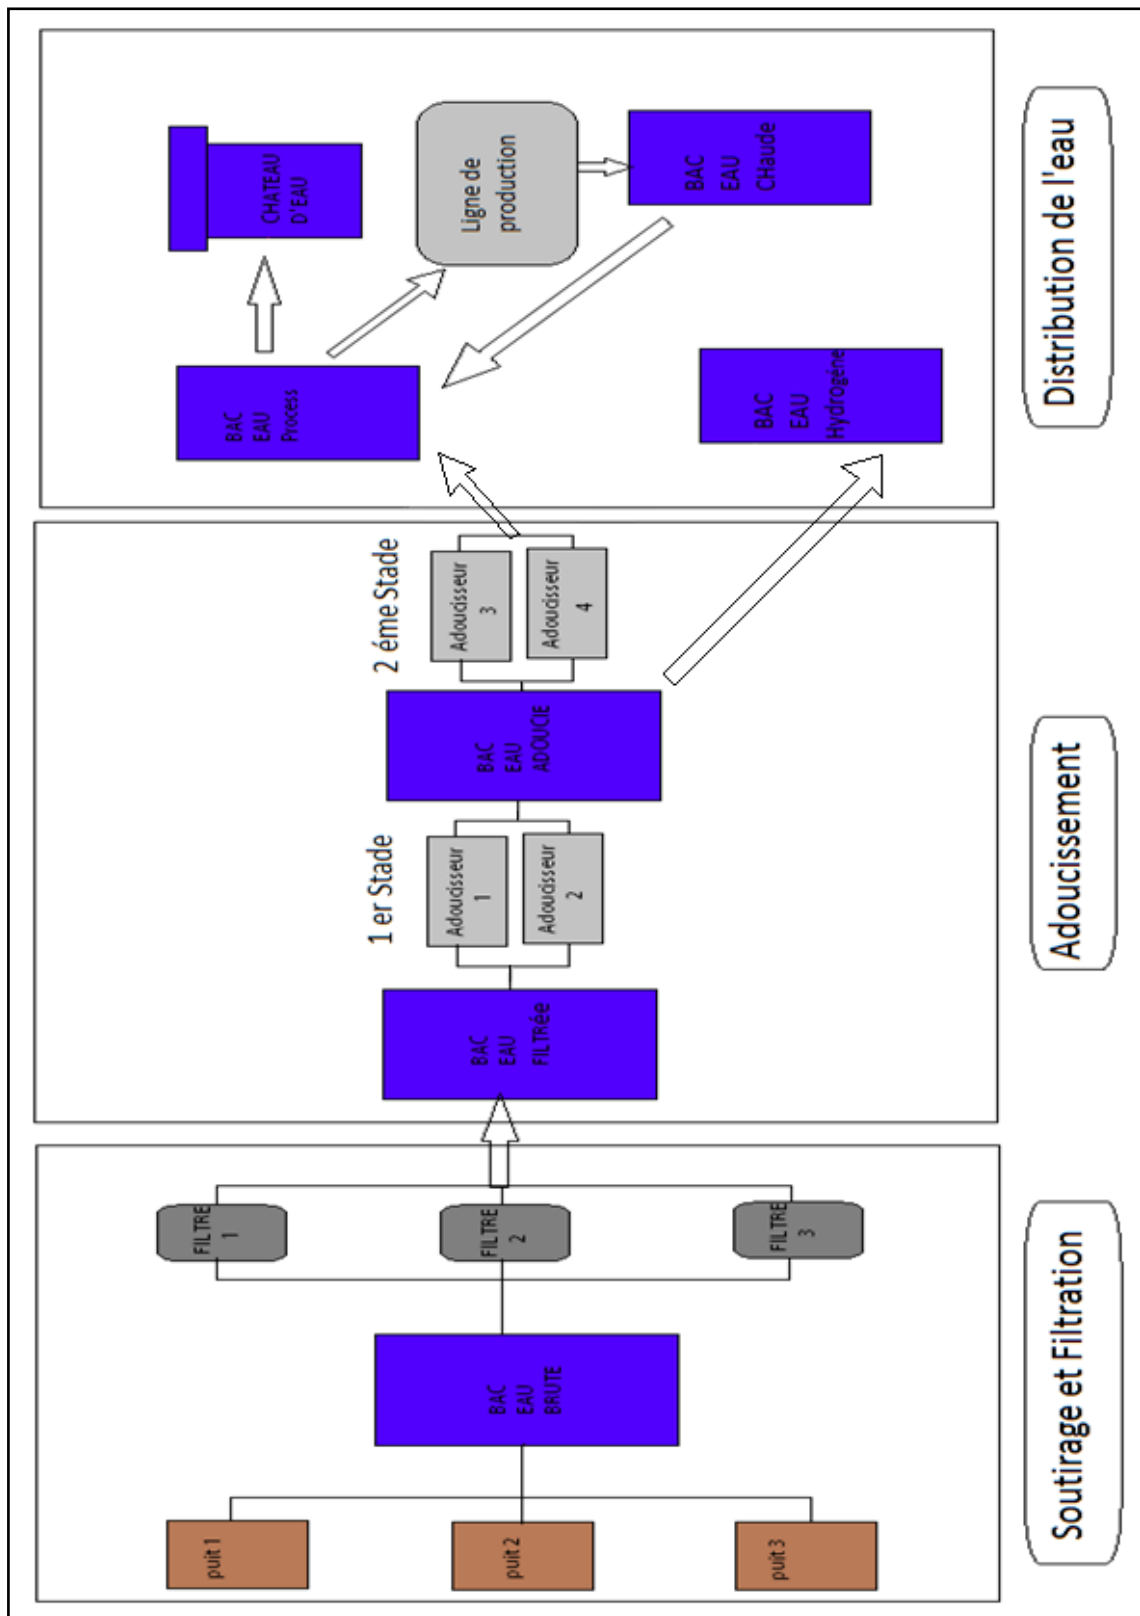 puit 1
puit 2
puit 3
BAC
EAU
BRUTE
FILTRE
1
FILTRE
2
FILTRE
3
Soutirage et Filtration
BAC
EAU
FILTRée
1 er Stade
Adoucisseur
1
Adoucisseur
2
BAC
EAU
ADOUCIE
2 éme Stade
Adoucisseur
3
Adoucisseur
4
Adoucissement
BAC
EAU
Process
CHATEAU
D'EAU
Ligne de
production
BAC
EAU
CHaude
BAC
EAU
Hydrogéne
Distribution de l'eau